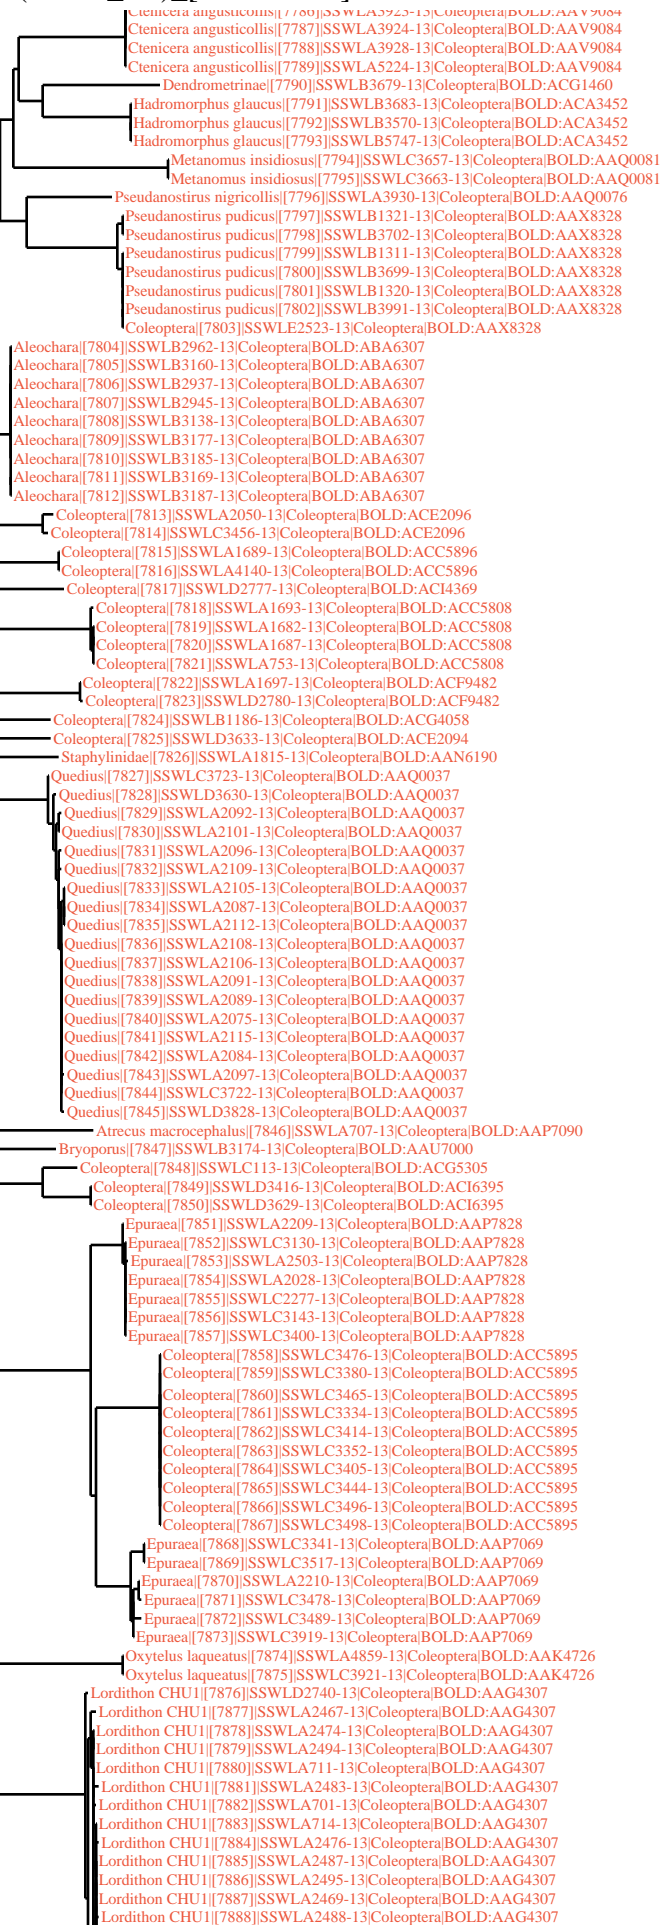 Ctenicera angusticollis|[7786]|SSWLA3923-13|Coleoptera|BOLD:AAV9084
Ctenicera angusticollis|[7787]|SSWLA3924-13|Coleoptera|BOLD:AAV9084
Ctenicera angusticollis|[7788]|SSWLA3928-13|Coleoptera|BOLD:AAV9084
Ctenicera angusticollis|[7789]|SSWLA5224-13|Coleoptera|BOLD:AAV9084
Dendrometrinae|[7790]|SSWLB3679-13|Coleoptera|BOLD:ACG1460
Hadromorphus glaucus|[7791]|SSWLB3683-13|Coleoptera|BOLD:ACA3452
Hadromorphus glaucus|[7792]|SSWLB3570-13|Coleoptera|BOLD:ACA3452
Hadromorphus glaucus|[7793]|SSWLB5747-13|Coleoptera|BOLD:ACA3452
Metanomus insidiosus|[7794]|SSWLC3657-13|Coleoptera|BOLD:AAQ0081
Metanomus insidiosus|[7795]|SSWLC3663-13|Coleoptera|BOLD:AAQ0081
Pseudanostirus nigricollis|[7796]|SSWLA3930-13|Coleoptera|BOLD:AAQ0076
Pseudanostirus pudicus|[7797]|SSWLB1321-13|Coleoptera|BOLD:AAX8328
Pseudanostirus pudicus|[7798]|SSWLB3702-13|Coleoptera|BOLD:AAX8328
Pseudanostirus pudicus|[7799]|SSWLB1311-13|Coleoptera|BOLD:AAX8328
Pseudanostirus pudicus|[7800]|SSWLB3699-13|Coleoptera|BOLD:AAX8328
Pseudanostirus pudicus|[7801]|SSWLB1320-13|Coleoptera|BOLD:AAX8328
Pseudanostirus pudicus|[7802]|SSWLB3991-13|Coleoptera|BOLD:AAX8328
Coleoptera|[7803]|SSWLE2523-13|Coleoptera|BOLD:AAX8328
Aleochara|[7804]|SSWLB2962-13|Coleoptera|BOLD:ABA6307
Aleochara|[7805]|SSWLB3160-13|Coleoptera|BOLD:ABA6307
Aleochara|[7806]|SSWLB2937-13|Coleoptera|BOLD:ABA6307
Aleochara|[7807]|SSWLB2945-13|Coleoptera|BOLD:ABA6307
Aleochara|[7808]|SSWLB3138-13|Coleoptera|BOLD:ABA6307
Aleochara|[7809]|SSWLB3177-13|Coleoptera|BOLD:ABA6307
Aleochara|[7810]|SSWLB3185-13|Coleoptera|BOLD:ABA6307
Aleochara|[7811]|SSWLB3169-13|Coleoptera|BOLD:ABA6307
Aleochara|[7812]|SSWLB3187-13|Coleoptera|BOLD:ABA6307
Coleoptera|[7813]|SSWLA2050-13|Coleoptera|BOLD:ACE2096
Coleoptera|[7814]|SSWLC3456-13|Coleoptera|BOLD:ACE2096
Coleoptera|[7815]|SSWLA1689-13|Coleoptera|BOLD:ACC5896
Coleoptera|[7816]|SSWLA4140-13|Coleoptera|BOLD:ACC5896
Coleoptera|[7817]|SSWLD2777-13|Coleoptera|BOLD:ACI4369
Coleoptera|[7818]|SSWLA1693-13|Coleoptera|BOLD:ACC5808
Coleoptera|[7819]|SSWLA1682-13|Coleoptera|BOLD:ACC5808
Coleoptera|[7820]|SSWLA1687-13|Coleoptera|BOLD:ACC5808
Coleoptera|[7821]|SSWLA753-13|Coleoptera|BOLD:ACC5808
Coleoptera|[7822]|SSWLA1697-13|Coleoptera|BOLD:ACF9482
Coleoptera|[7823]|SSWLD2780-13|Coleoptera|BOLD:ACF9482
Coleoptera|[7824]|SSWLB1186-13|Coleoptera|BOLD:ACG4058
Coleoptera|[7825]|SSWLD3633-13|Coleoptera|BOLD:ACE2094
Staphylinidae|[7826]|SSWLA1815-13|Coleoptera|BOLD:AAN6190
Quedius|[7827]|SSWLC3723-13|Coleoptera|BOLD:AAQ0037
Quedius|[7828]|SSWLD3630-13|Coleoptera|BOLD:AAQ0037
Quedius|[7829]|SSWLA2092-13|Coleoptera|BOLD:AAQ0037
Quedius|[7830]|SSWLA2101-13|Coleoptera|BOLD:AAQ0037
Quedius|[7831]|SSWLA2096-13|Coleoptera|BOLD:AAQ0037
Quedius|[7832]|SSWLA2109-13|Coleoptera|BOLD:AAQ0037
Quedius|[7833]|SSWLA2105-13|Coleoptera|BOLD:AAQ0037
Quedius|[7834]|SSWLA2087-13|Coleoptera|BOLD:AAQ0037
Quedius|[7835]|SSWLA2112-13|Coleoptera|BOLD:AAQ0037
Quedius|[7836]|SSWLA2108-13|Coleoptera|BOLD:AAQ0037
Quedius|[7837]|SSWLA2106-13|Coleoptera|BOLD:AAQ0037
Quedius|[7838]|SSWLA2091-13|Coleoptera|BOLD:AAQ0037
Quedius|[7839]|SSWLA2089-13|Coleoptera|BOLD:AAQ0037
Quedius|[7840]|SSWLA2075-13|Coleoptera|BOLD:AAQ0037
Quedius|[7841]|SSWLA2115-13|Coleoptera|BOLD:AAQ0037
Quedius|[7842]|SSWLA2084-13|Coleoptera|BOLD:AAQ0037
Quedius|[7843]|SSWLA2097-13|Coleoptera|BOLD:AAQ0037
Quedius|[7844]|SSWLC3722-13|Coleoptera|BOLD:AAQ0037
Quedius|[7845]|SSWLD3828-13|Coleoptera|BOLD:AAQ0037
Atrecus macrocephalus|[7846]|SSWLA707-13|Coleoptera|BOLD:AAP7090
Bryoporus|[7847]|SSWLB3174-13|Coleoptera|BOLD:AAU7000
Coleoptera|[7848]|SSWLC113-13|Coleoptera|BOLD:ACG5305
Coleoptera|[7849]|SSWLD3416-13|Coleoptera|BOLD:ACI6395
Coleoptera|[7850]|SSWLD3629-13|Coleoptera|BOLD:ACI6395
Epuraea|[7851]|SSWLA2209-13|Coleoptera|BOLD:AAP7828
Epuraea|[7852]|SSWLC3130-13|Coleoptera|BOLD:AAP7828
Epuraea|[7853]|SSWLA2503-13|Coleoptera|BOLD:AAP7828
Epuraea|[7854]|SSWLA2028-13|Coleoptera|BOLD:AAP7828
Epuraea|[7855]|SSWLC2277-13|Coleoptera|BOLD:AAP7828
Epuraea|[7856]|SSWLC3143-13|Coleoptera|BOLD:AAP7828
Epuraea|[7857]|SSWLC3400-13|Coleoptera|BOLD:AAP7828
Coleoptera|[7858]|SSWLC3476-13|Coleoptera|BOLD:ACC5895
Coleoptera|[7859]|SSWLC3380-13|Coleoptera|BOLD:ACC5895
Coleoptera|[7860]|SSWLC3465-13|Coleoptera|BOLD:ACC5895
Coleoptera|[7861]|SSWLC3334-13|Coleoptera|BOLD:ACC5895
Coleoptera|[7862]|SSWLC3414-13|Coleoptera|BOLD:ACC5895
Coleoptera|[7863]|SSWLC3352-13|Coleoptera|BOLD:ACC5895
Coleoptera|[7864]|SSWLC3405-13|Coleoptera|BOLD:ACC5895
Coleoptera|[7865]|SSWLC3444-13|Coleoptera|BOLD:ACC5895
Coleoptera|[7866]|SSWLC3496-13|Coleoptera|BOLD:ACC5895
Coleoptera|[7867]|SSWLC3498-13|Coleoptera|BOLD:ACC5895
Epuraea|[7868]|SSWLC3341-13|Coleoptera|BOLD:AAP7069
Epuraea|[7869]|SSWLC3517-13|Coleoptera|BOLD:AAP7069
Epuraea|[7870]|SSWLA2210-13|Coleoptera|BOLD:AAP7069
Epuraea|[7871]|SSWLC3478-13|Coleoptera|BOLD:AAP7069
Epuraea|[7872]|SSWLC3489-13|Coleoptera|BOLD:AAP7069
Epuraea|[7873]|SSWLC3919-13|Coleoptera|BOLD:AAP7069
Oxytelus laqueatus|[7874]|SSWLA4859-13|Coleoptera|BOLD:AAK4726
Oxytelus laqueatus|[7875]|SSWLC3921-13|Coleoptera|BOLD:AAK4726
Lordithon CHU1|[7876]|SSWLD2740-13|Coleoptera|BOLD:AAG4307
Lordithon CHU1|[7877]|SSWLA2467-13|Coleoptera|BOLD:AAG4307
Lordithon CHU1|[7878]|SSWLA2474-13|Coleoptera|BOLD:AAG4307
Lordithon CHU1|[7879]|SSWLA2494-13|Coleoptera|BOLD:AAG4307
Lordithon CHU1|[7880]|SSWLA711-13|Coleoptera|BOLD:AAG4307
Lordithon CHU1|[7881]|SSWLA2483-13|Coleoptera|BOLD:AAG4307
Lordithon CHU1|[7882]|SSWLA701-13|Coleoptera|BOLD:AAG4307
Lordithon CHU1|[7883]|SSWLA714-13|Coleoptera|BOLD:AAG4307
Lordithon CHU1|[7884]|SSWLA2476-13|Coleoptera|BOLD:AAG4307
Lordithon CHU1|[7885]|SSWLA2487-13|Coleoptera|BOLD:AAG4307
Lordithon CHU1|[7886]|SSWLA2495-13|Coleoptera|BOLD:AAG4307
Lordithon CHU1|[7887]|SSWLA2469-13|Coleoptera|BOLD:AAG4307
Lordithon CHU1|[7888]|SSWLA2488-13|Coleoptera|BOLD:AAG4307